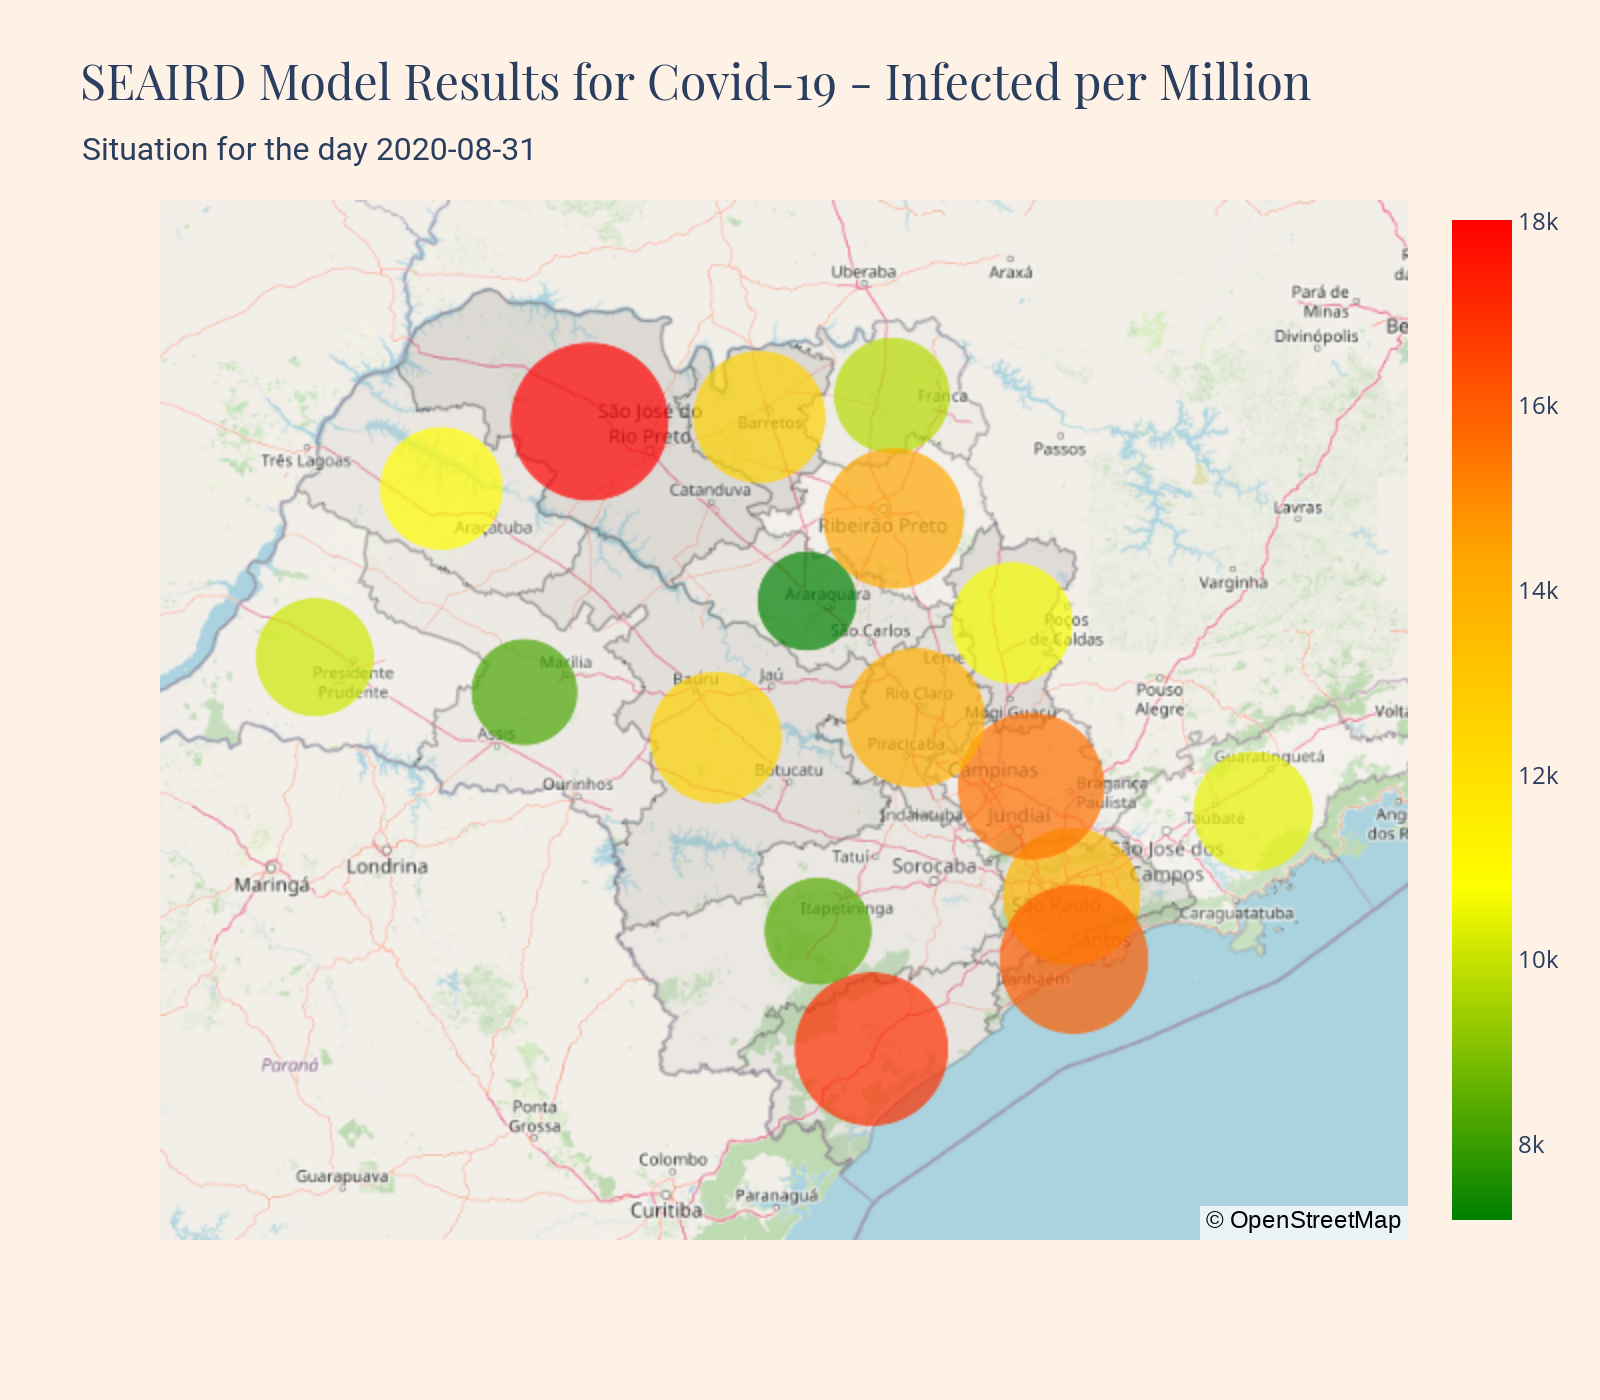 SEAIRD Model Results for Covid-19 - Infected per Million
Situation for the day 2020-08-31
18k
16k
14k
12k
10k
8k
Uberaba
Araxá
Pará de
Minas
Divinópolis
Be
São José do
Rio Preto
Barretos
Franca
Passos
Três Lagoas
Catanduva
Araçatuba
Ribeirão Preto
Lavras
Varginha
Araraquara
São Carlos
Poços
de Caldas
Leme
Presidente
Prudente
Marília
Bauru
Jaú
Rio Claro
Pouso
Alegre
Mogi Guaçu
Volta
Assis
Piracicaba
Guaratinguetá
Ourinhos
Botucatu
Campinas
Bragança
Paulista
Indaiatuba
Jundiaí
Taubaté
Ang
dos R
Tatuí
Sorocaba
São José dos
Campos
Londrina
Maringá
Itapetininga
São Paulo
Caraguatatuba
Santos
Itanhaém
Paraná
Ponta
Grossa
Guarapuava
Colombo
Curitiba
Paranaguá
© OpenStreetMap